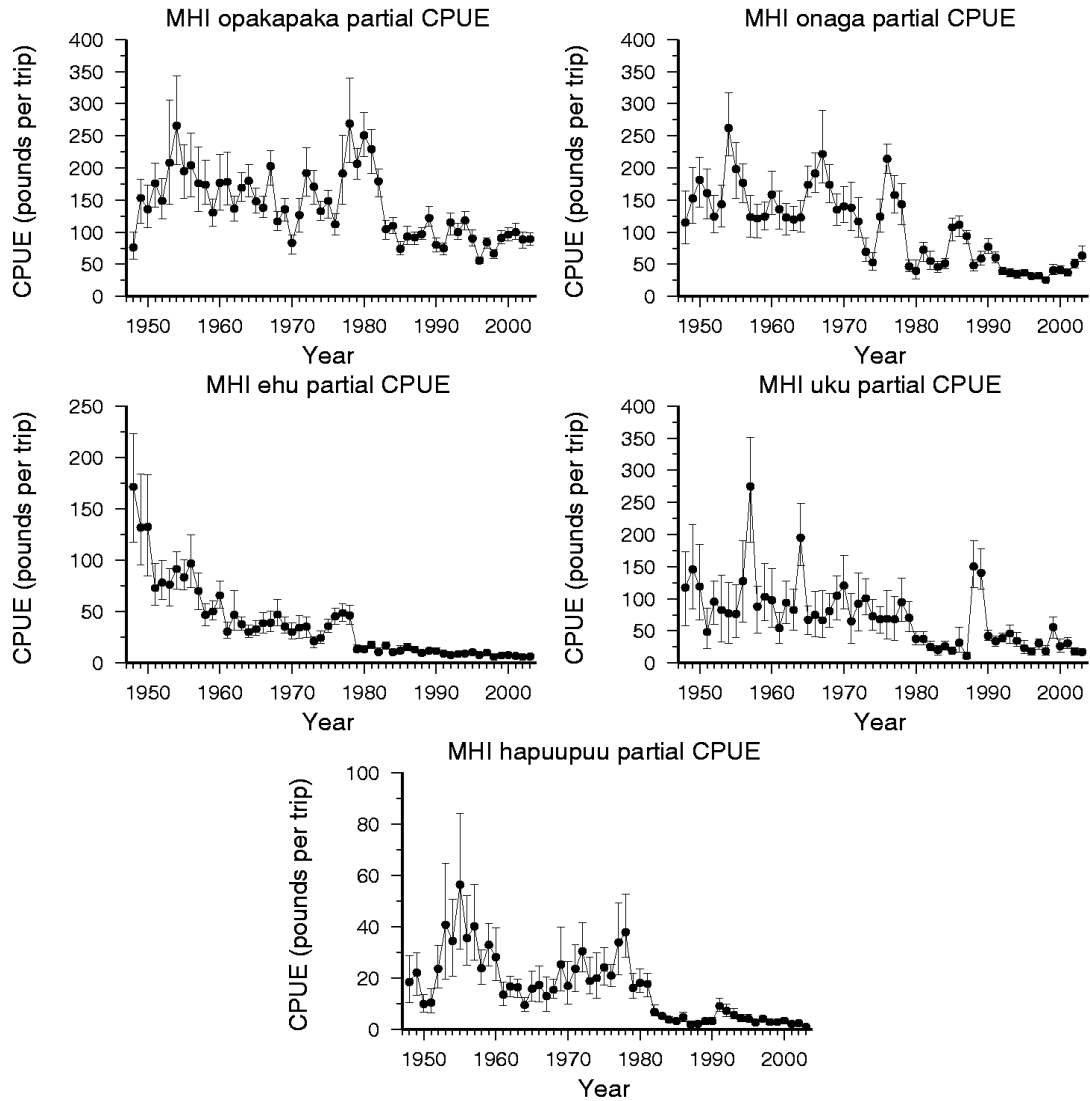 MHI opakapaka partial CPUE
CPUE (pounds per trip)
400
350
300
250
200
150
100
50
0
1950 1960 1970 1980 1990 2000
Year
MHI onaga partial CPUE
CPUE (pounds per trip)
400
350
300
250
200
150
100
50
0
1950 1960 1970 1980 1990 2000
Year
MHI ehu partial CPUE
CPUE (pounds per trip)
250
200
150
100
50
0
1950 1960 1970 1980 1990 2000
Year
MHI uku partial CPUE
CPUE (pounds per trip)
400
350
300
250
200
150
100
50
0
1950 1960 1970 1980 1990 2000
Year
MHI hapuupuu partial CPUE
CPUE (pounds per trip)
100
80
60
40
20
0
1950 1960 1970 1980 1990 2000
Year